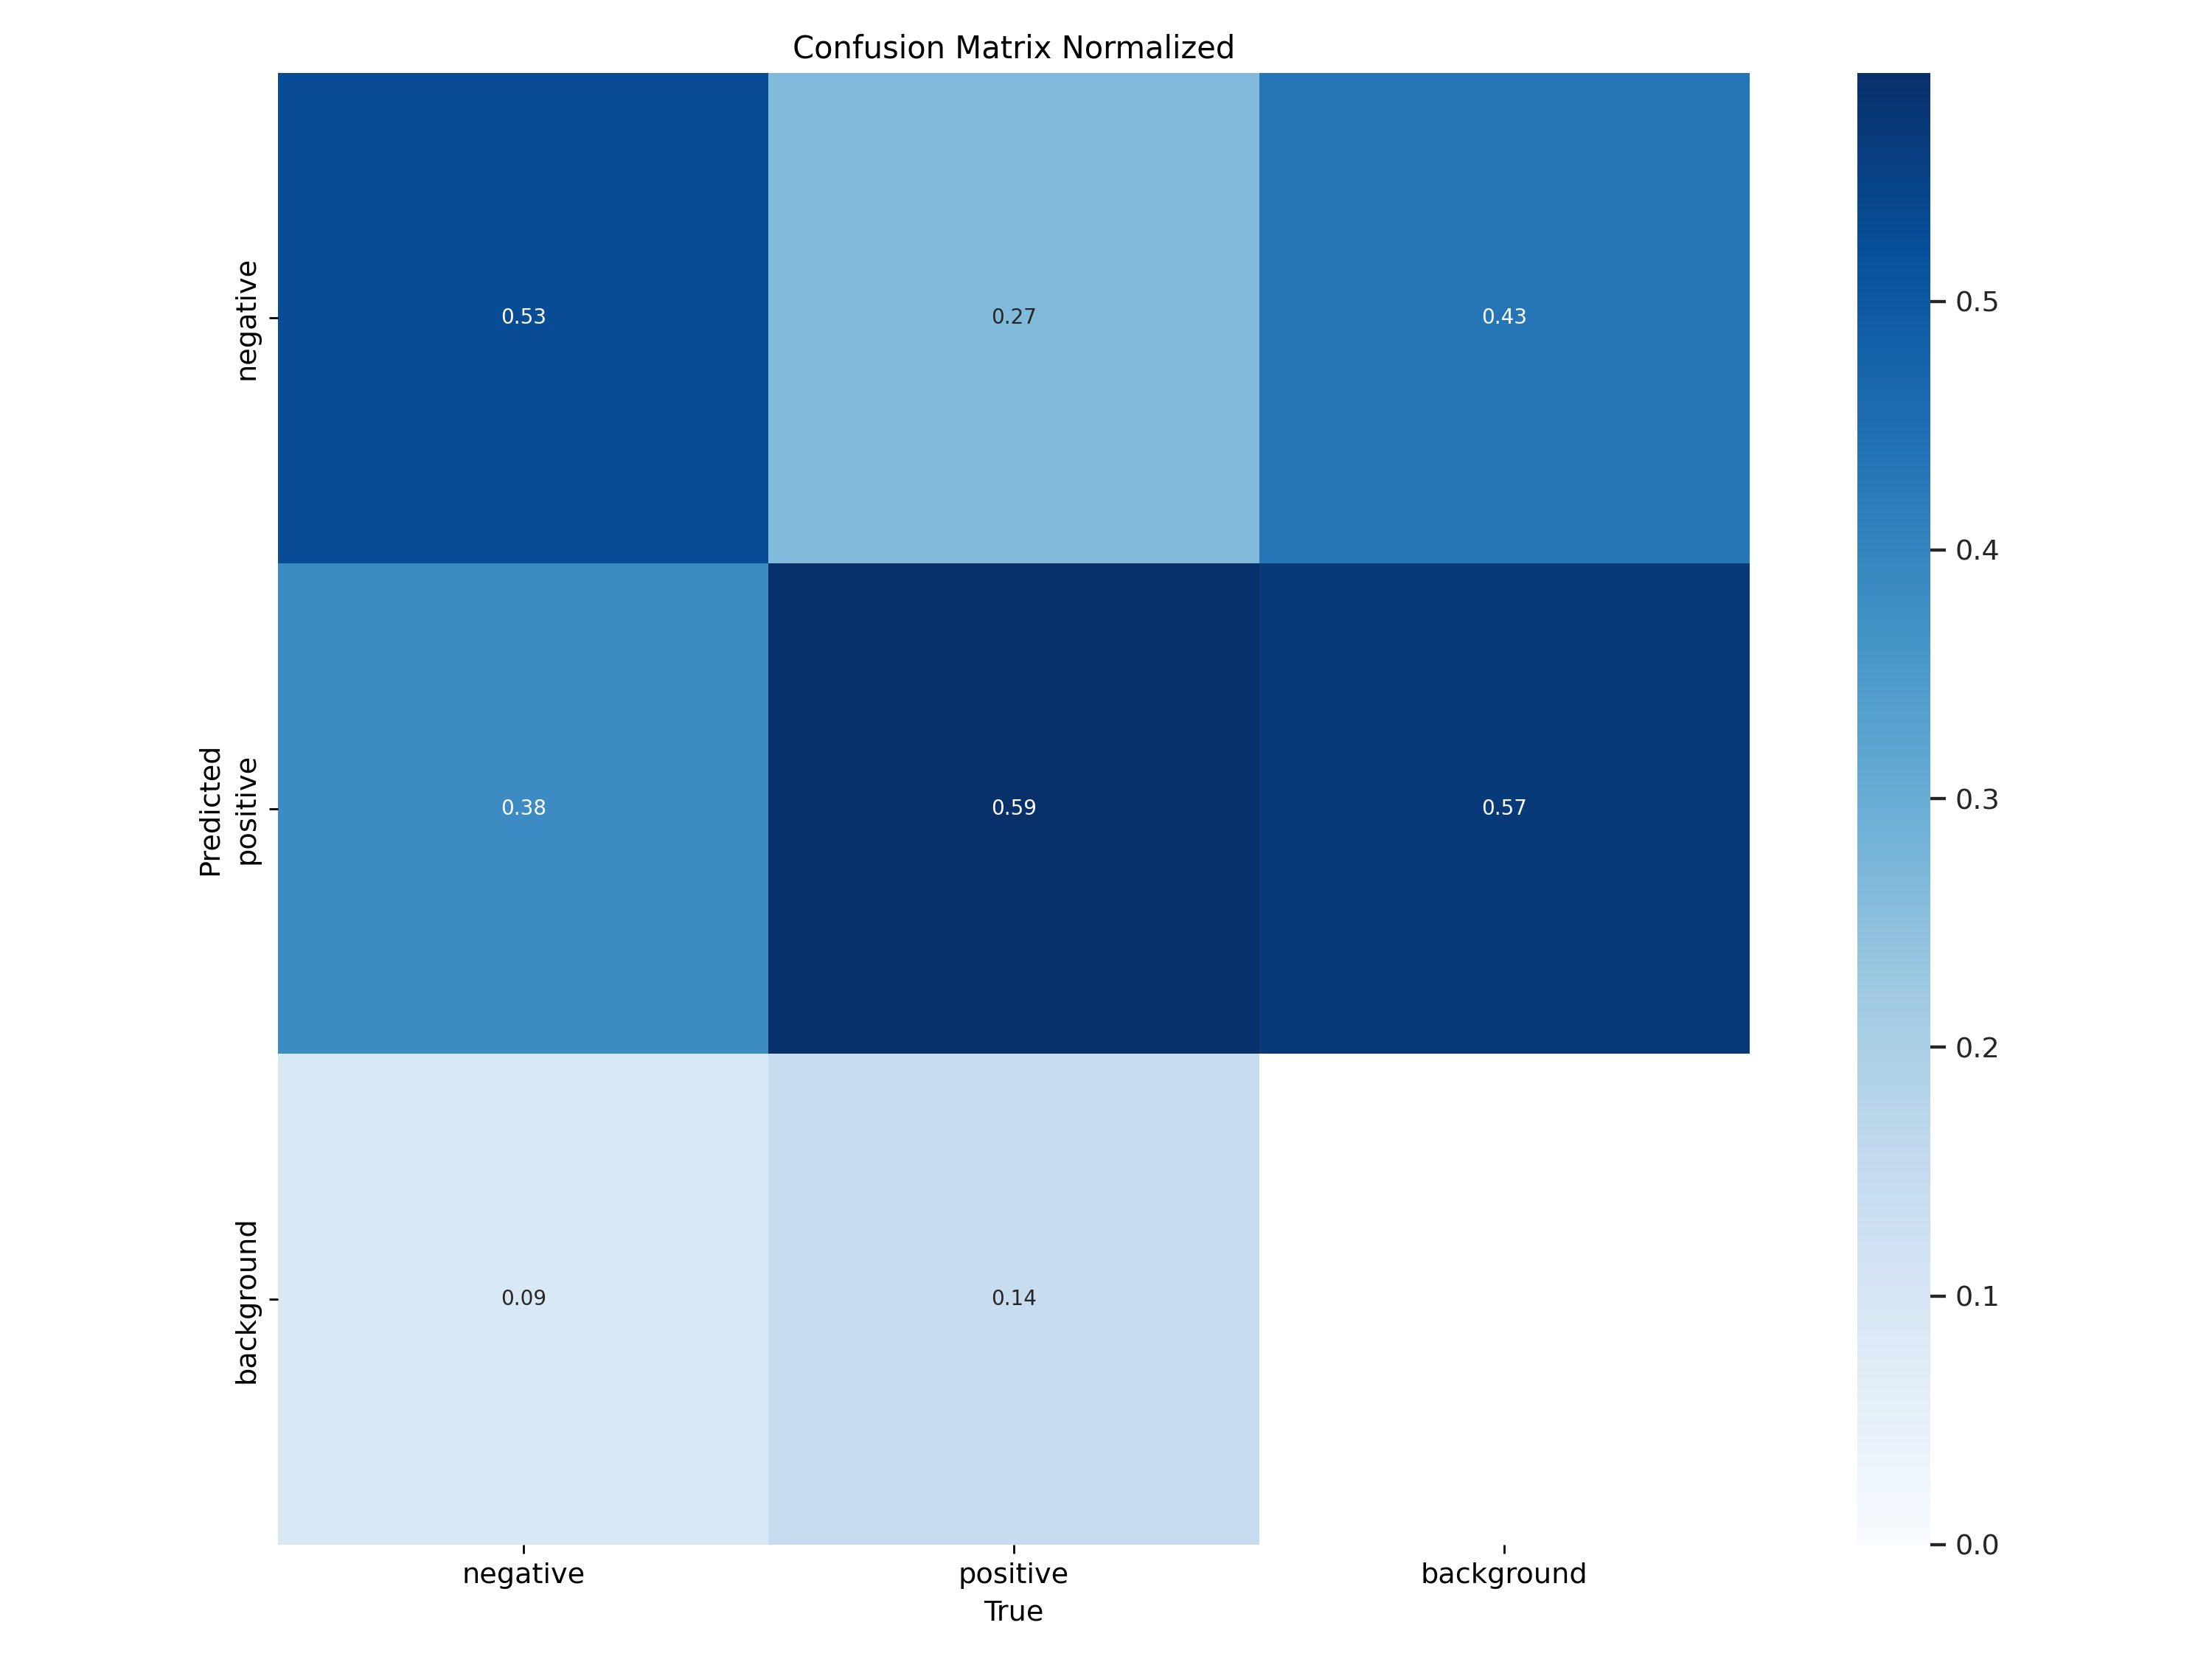 Confusion Matrix Normalized
negative
0.53
0.27
0.43
0.5
0.4
Predicted
positive
0.38
0.59
0.57
0.3
0.2
background
0.09
0.14
0.1
0.0
negative
positive
background
True